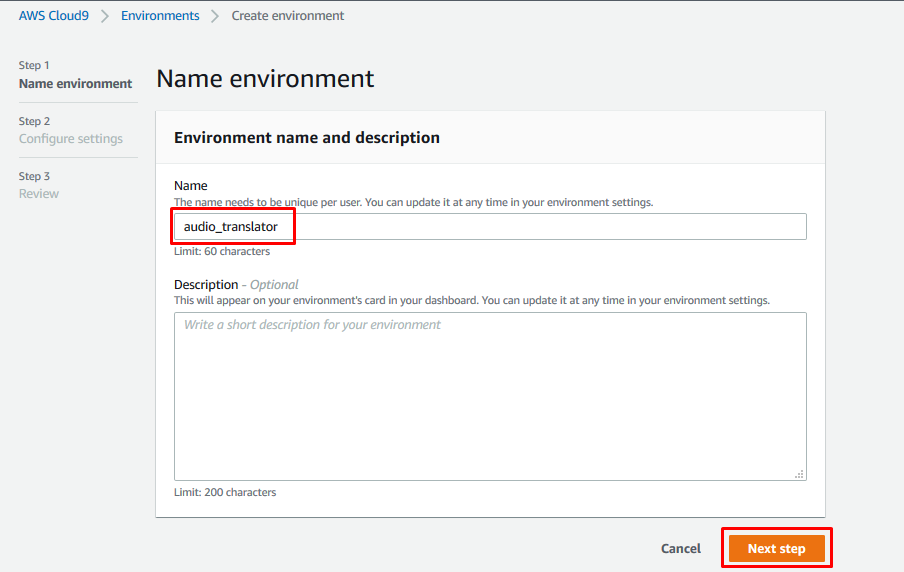 AWS Cloud9 > Environments > Create environment
Step 1
Name environment
Step 2
Configure settings
Step 3
Review
Name environment
Environment name and description
Name
The name needs to be unique per user. You can update it at any time in your environment settings.
audio_translator
Limit: 60 characters
Description - Optional
This will appear on your environment's card in your dashboard. You can update it at any time in your environment settings.
Write a short description for your environment
Limit: 200 characters
Cancel Next step